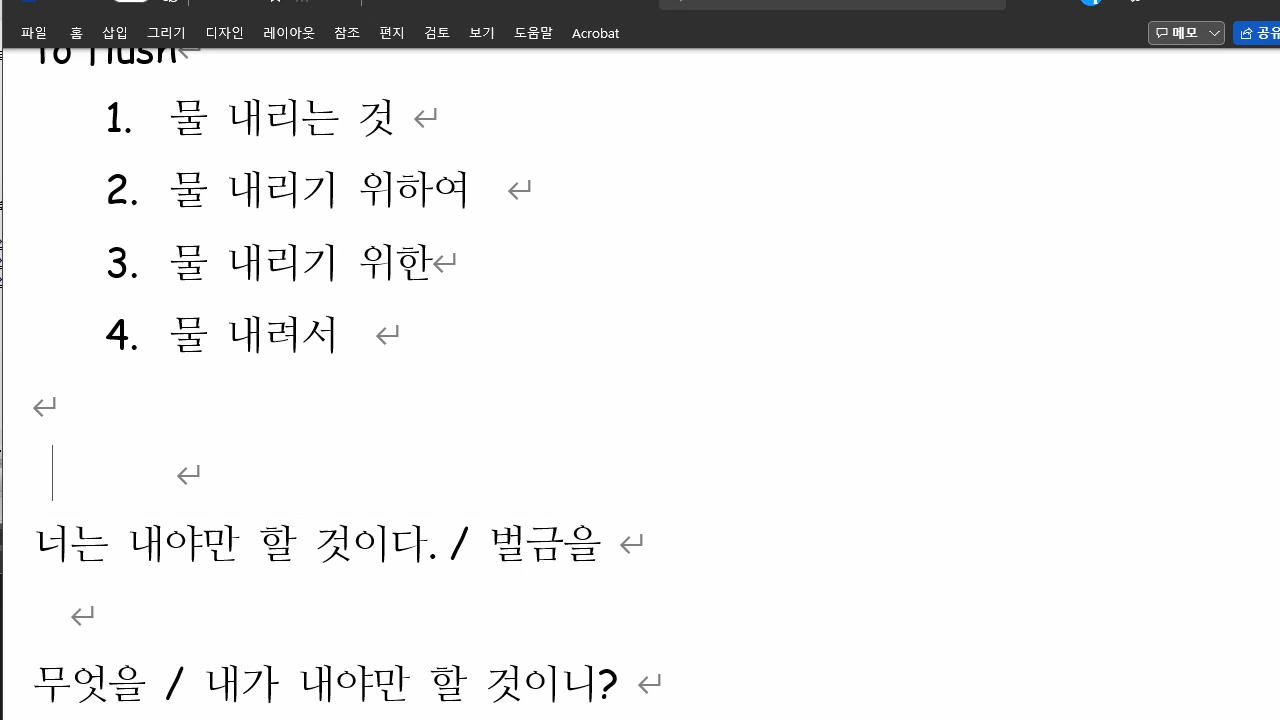 파일 홈 삽입 그리기 디자인 레이아웃 참조 편지 검토 보기 도움말 Acrobat 메모 공유
To flush
1. 물 내리는 것
2. 물 내리기 위하여
3. 물 내리기 위한
4. 물 내려서
너는 내야만 할 것이다. / 벌금을
무엇을 / 내가 내야만 할 것이니?